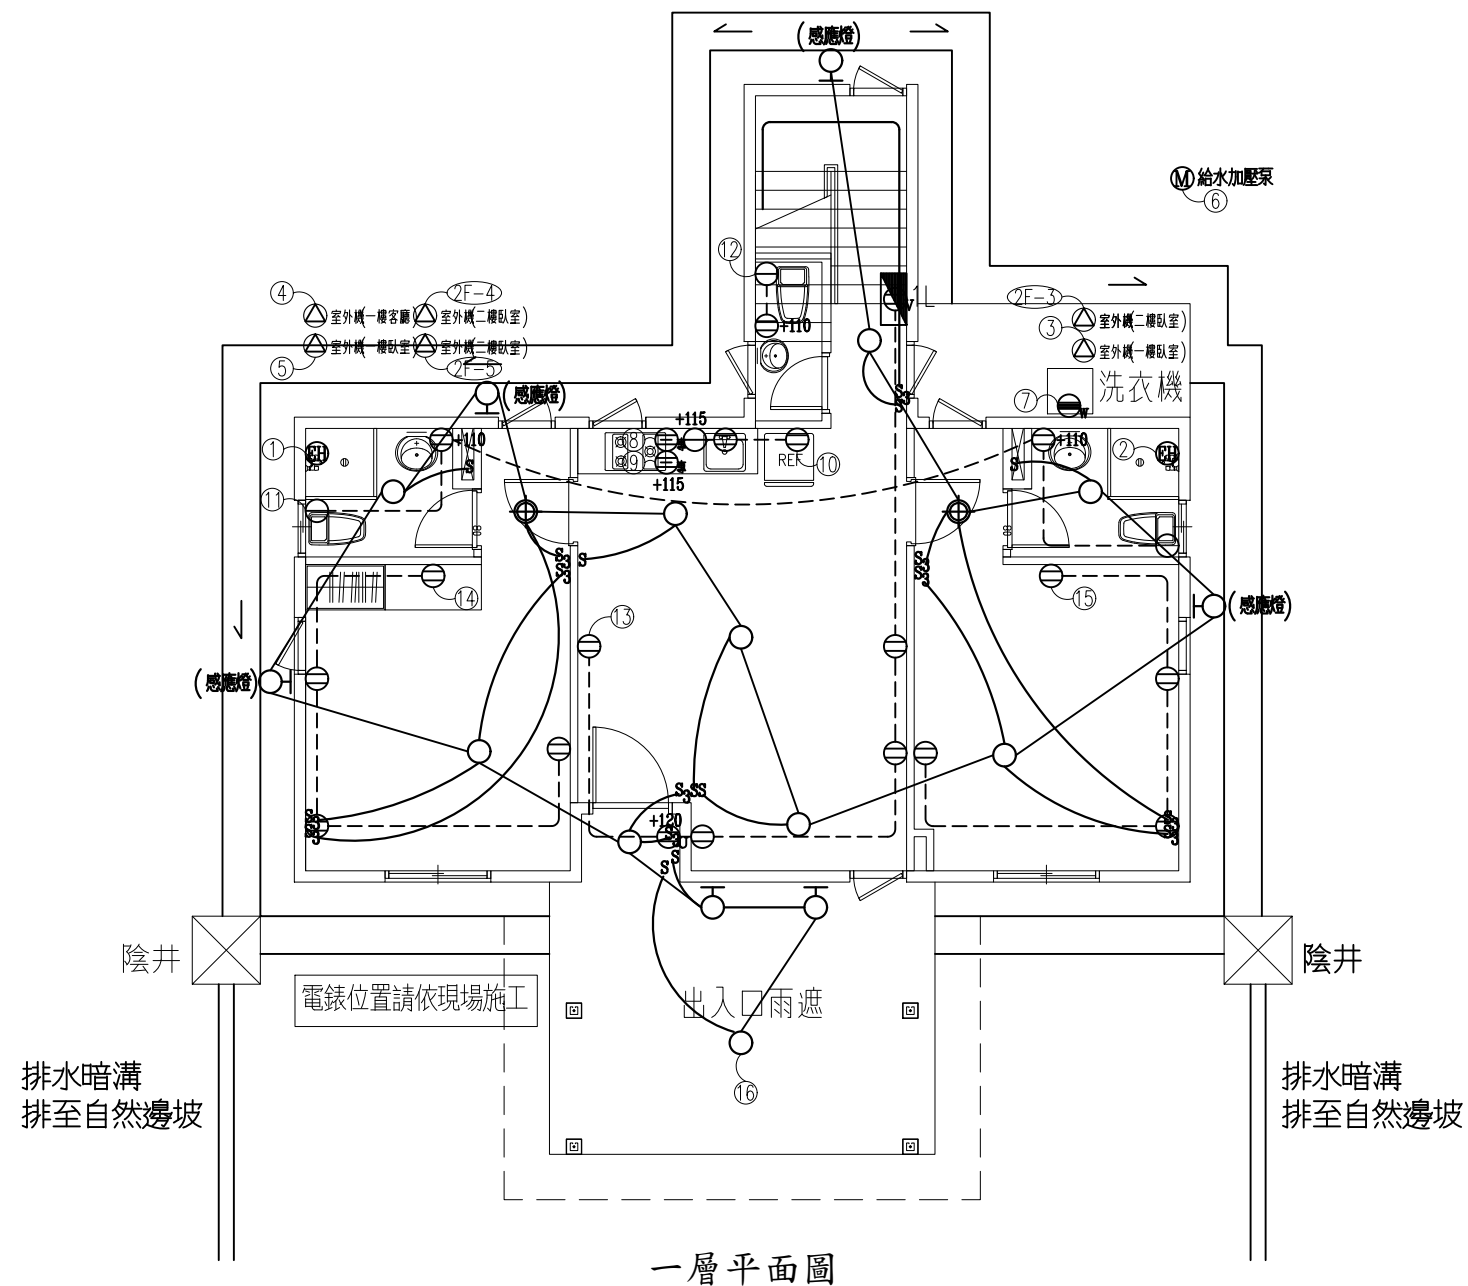 (感應燈)
M 給水加壓泵
6
12
1L
W
+110
4
2F-4
室外機(一樓客廳)
室外機(二樓臥室)
室外機(一樓臥室)
室外機(二樓臥室)
5
2F-5
2F-3
室外機(二樓臥室)
3
室外機(一樓臥室)
(感應燈)
7
W
洗衣機
S3
S
+115
8
專
9
專
+115
REF
10
1
EH
+110
S
11
+110
2
EH
S
S
S3
S
S
S3
14
13
15
(感應燈)
(感應燈)
S3SS
+120
S
S
S
16
陰井
陰井
電錶位置請依現場施工
出入口雨遮
排水暗溝
排至自然邊坡
排水暗溝
排至自然邊坡
一層平面圖